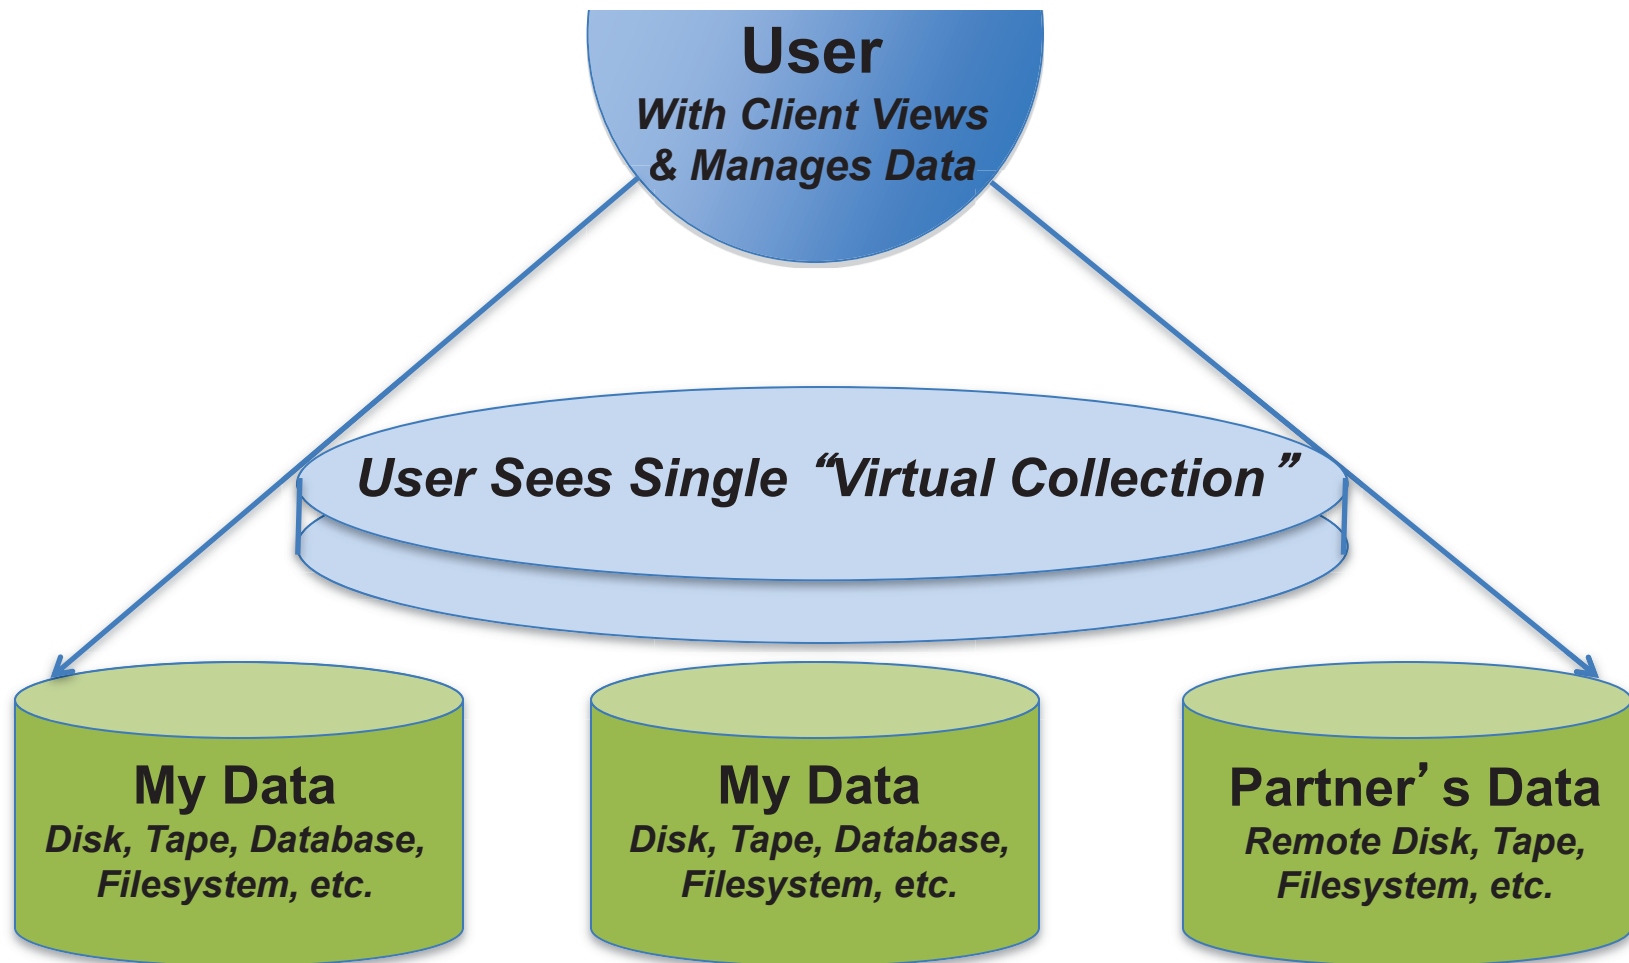 User
With Client Views
& Manages Data
User Sees Single “Virtual Collection”
My Data
Disk, Tape, Database,
Filesystem, etc.
My Data
Disk, Tape, Database,
Filesystem, etc.
Partner’s Data
Remote Disk, Tape,
Filesystem, etc.